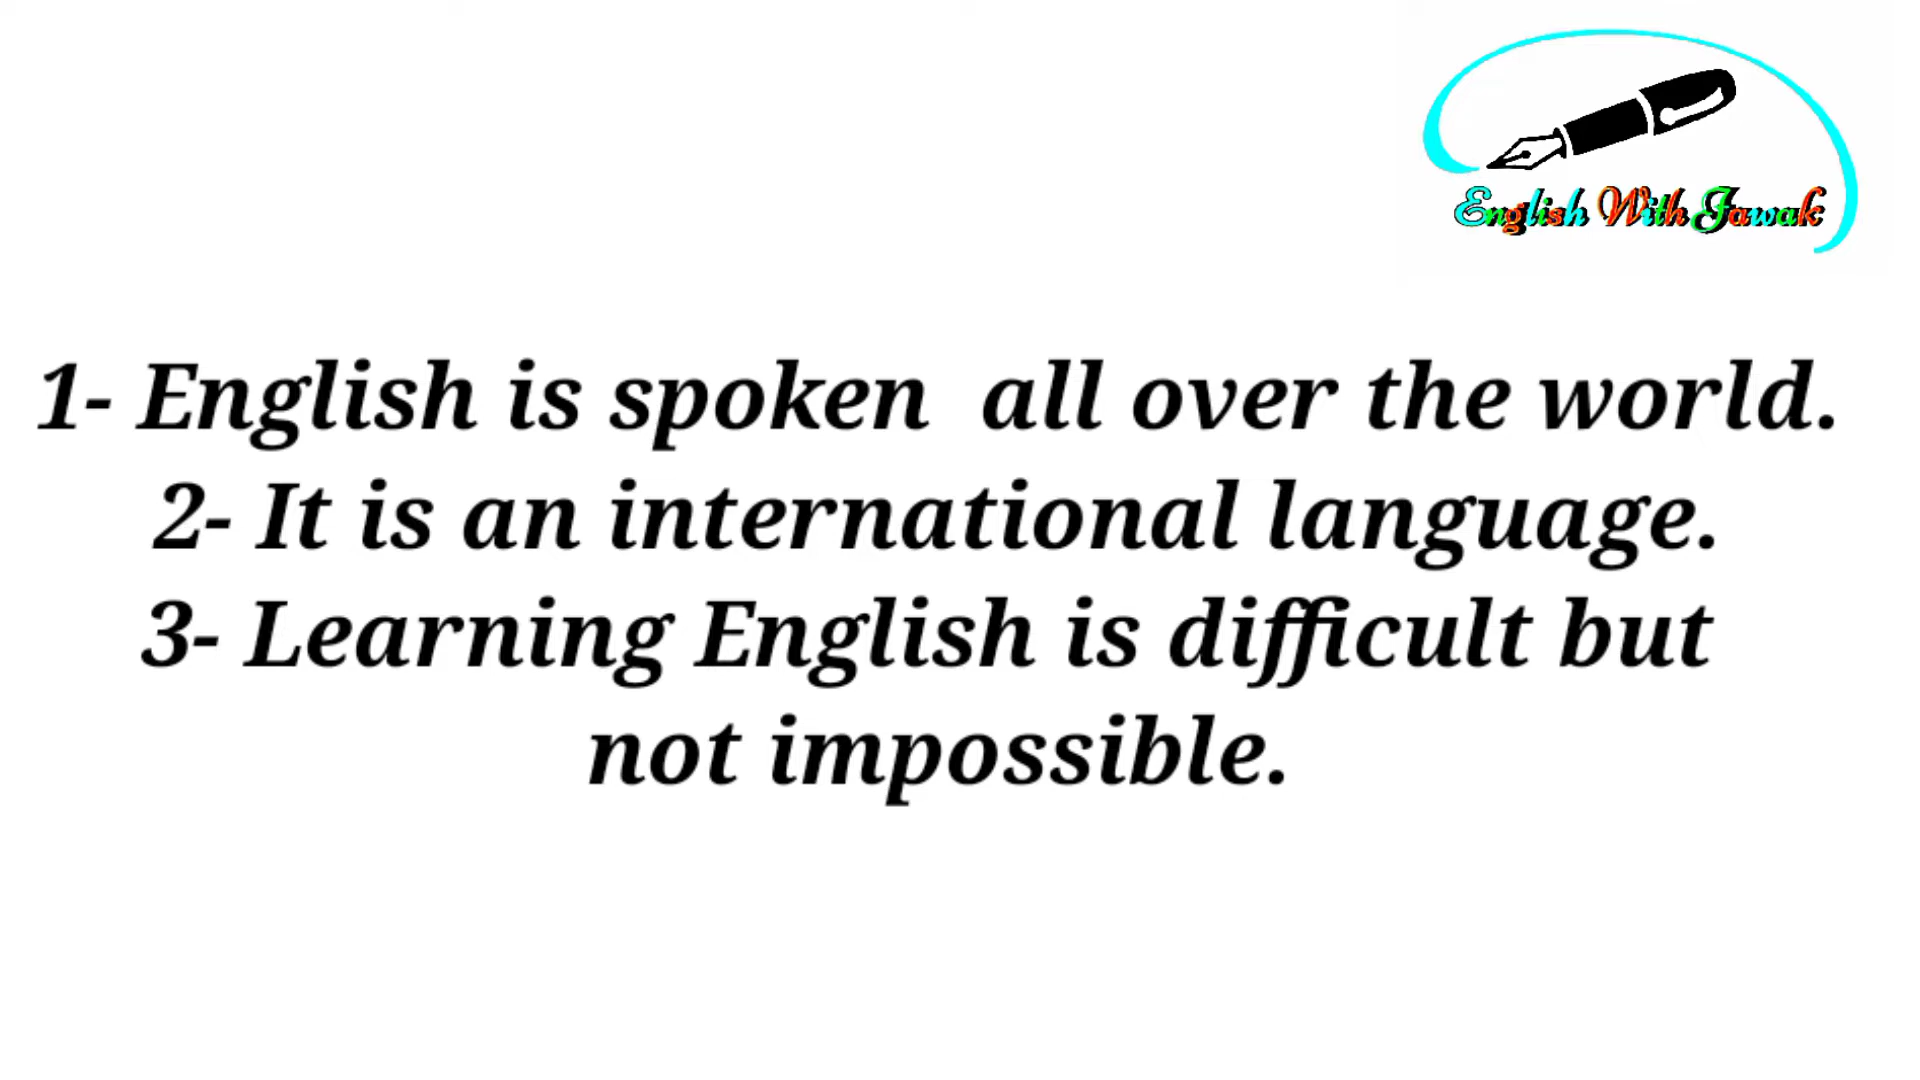 English With Jawak
1- English is spoken  all over the world.
2- It is an international language.
3- Learning English is difficult but
not impossible.